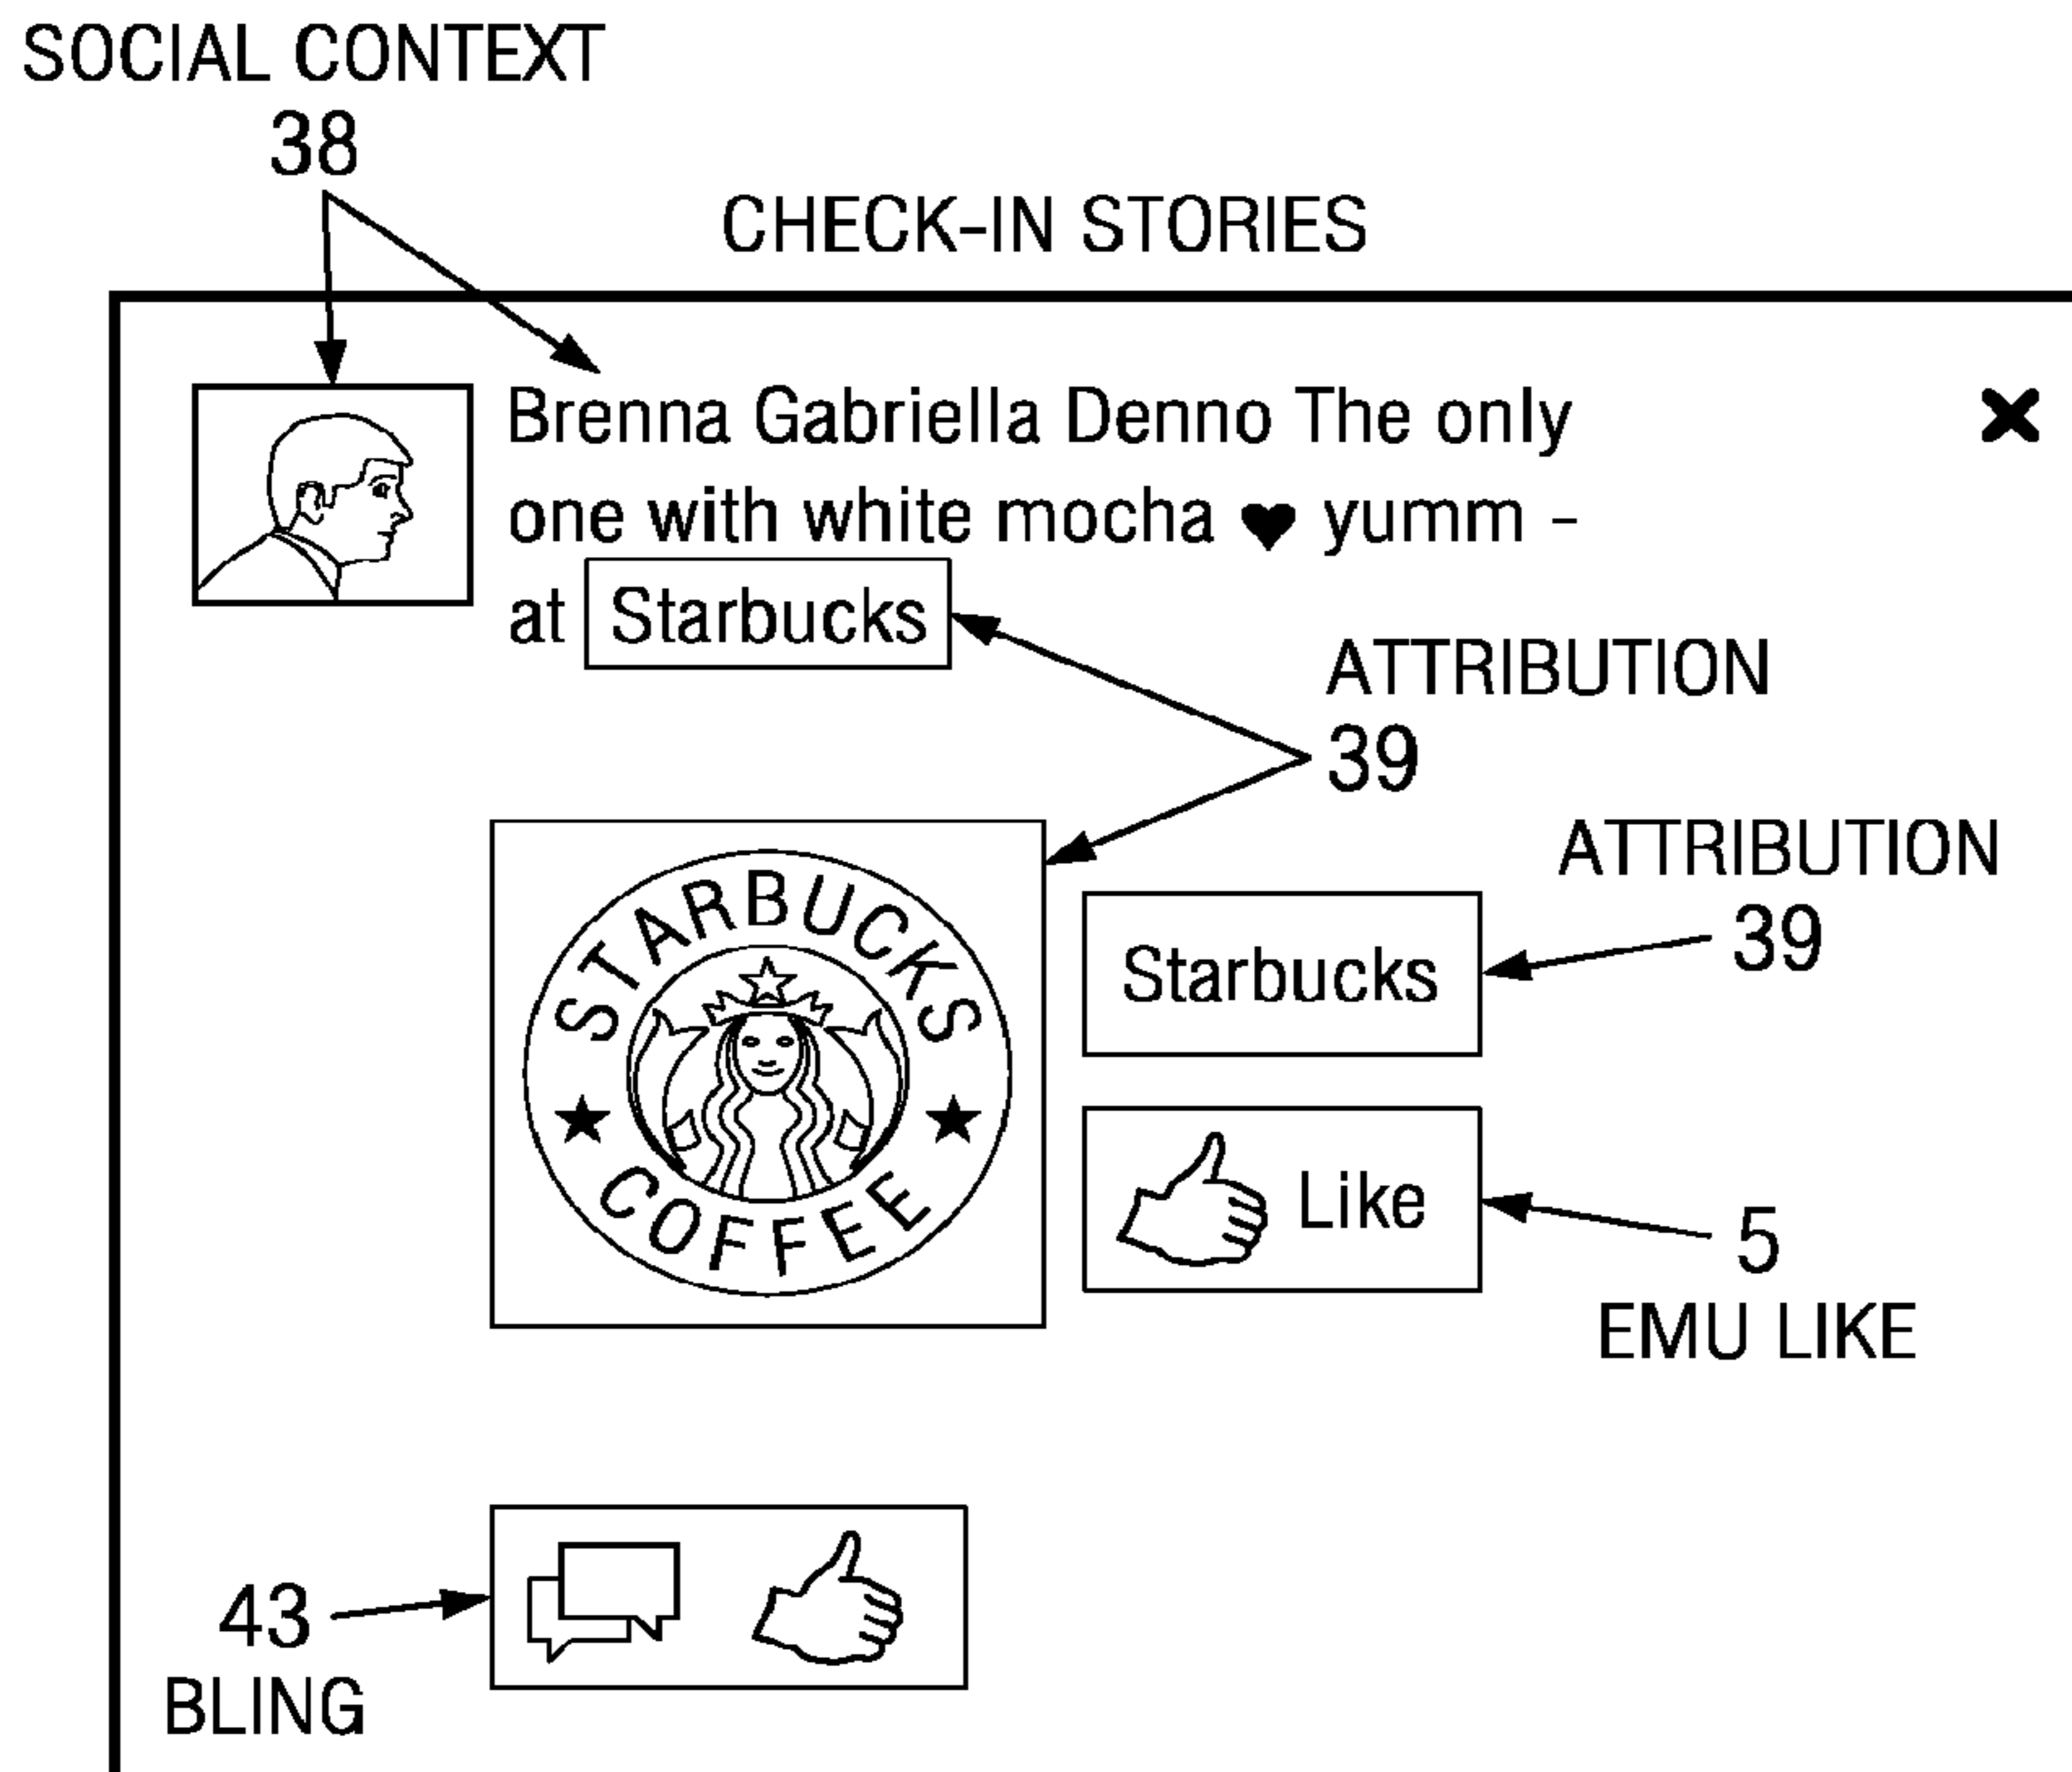 SOCIAL CONTEXT
38
CHECK-IN STORIES
Brenna Gabriella Denno The only
one with white mocha ♥ yumm -
at Starbucks
ATTRIBUTION
39
ATTRIBUTION
39
STARBUCKS
COFFEE
Starbucks
Like
5
EMU LIKE
43
BLING